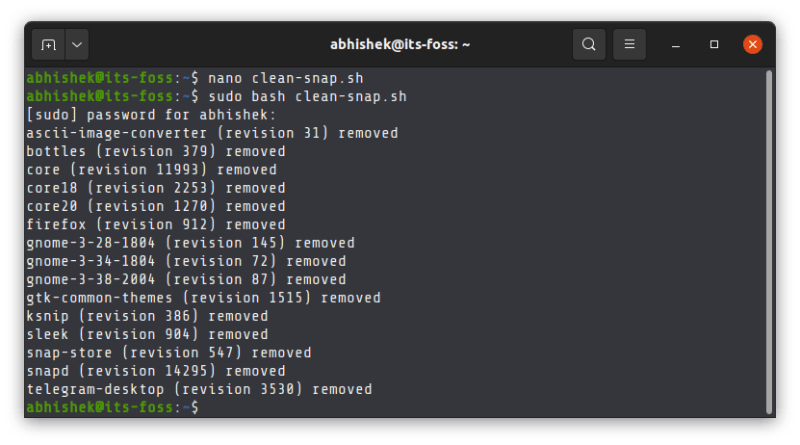 abhishek@its-foss: ~
abhishek@its-foss:~$ nano clean-snap.sh
abhishek@its-foss:~$ sudo bash clean-snap.sh
[sudo] password for abhishek:
ascii-image-converter (revision 31) removed
bottles (revision 379) removed
core (revision 11993) removed
core18 (revision 2253) removed
core20 (revision 1270) removed
firefox (revision 912) removed
gnome-3-28-1804 (revision 145) removed
gnome-3-34-1804 (revision 72) removed
gnome-3-38-2004 (revision 87) removed
gtk-common-themes (revision 1515) removed
ksnip (revision 386) removed
sleek (revision 904) removed
snap-store (revision 547) removed
snapd (revision 14295) removed
telegram-desktop (revision 3530) removed
abhishek@its-foss:~$